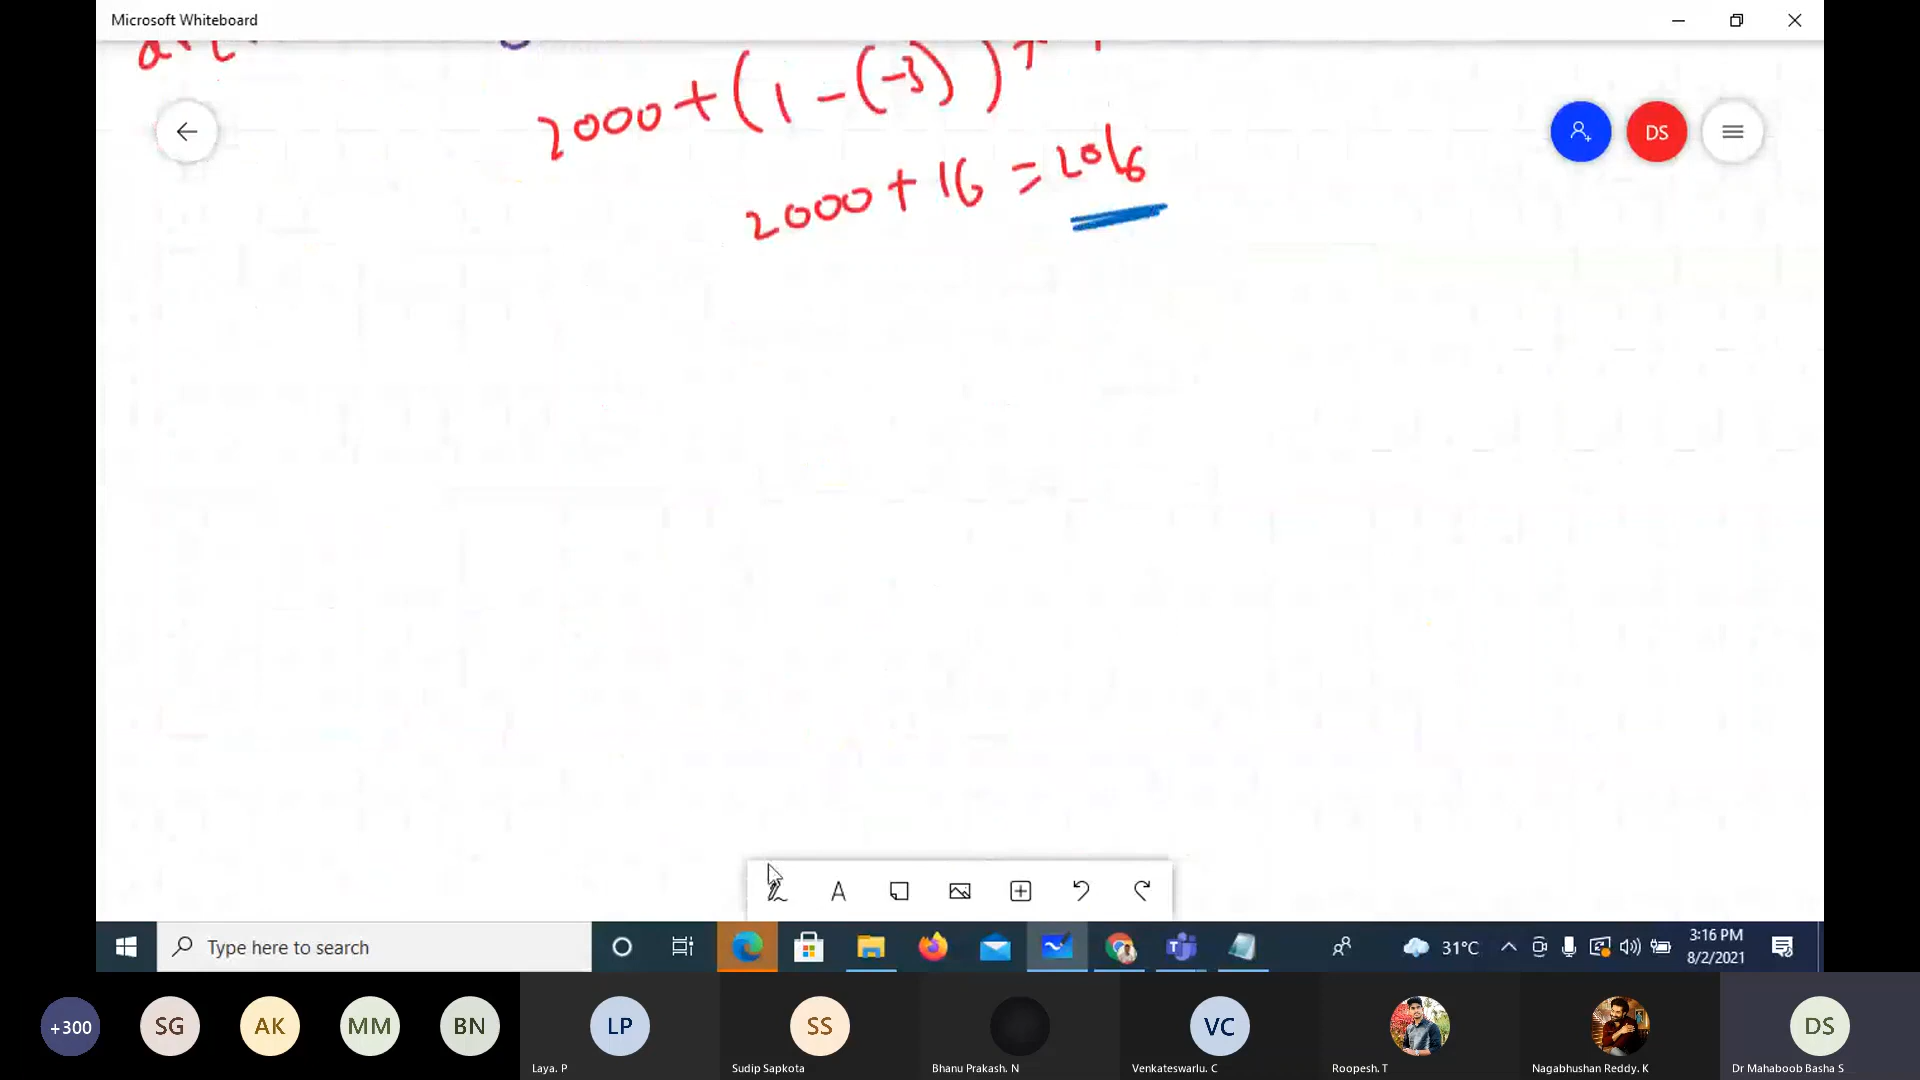 Microsoft Whiteboard
2000 + (1 - (-3))
2000 + 16 = 2016
DS
A
Type here to search
31°C
3:16 PM
8/2/2021
+300
SG
AK
MM
BN
LP
SS
VC
DS
Laya. P
Sudip Sapkota
Bhanu Prakash. N
Venkateswarlu. C
Roopesh. T
Nagabhushan Reddy. K
Dr Mahaboob Basha S